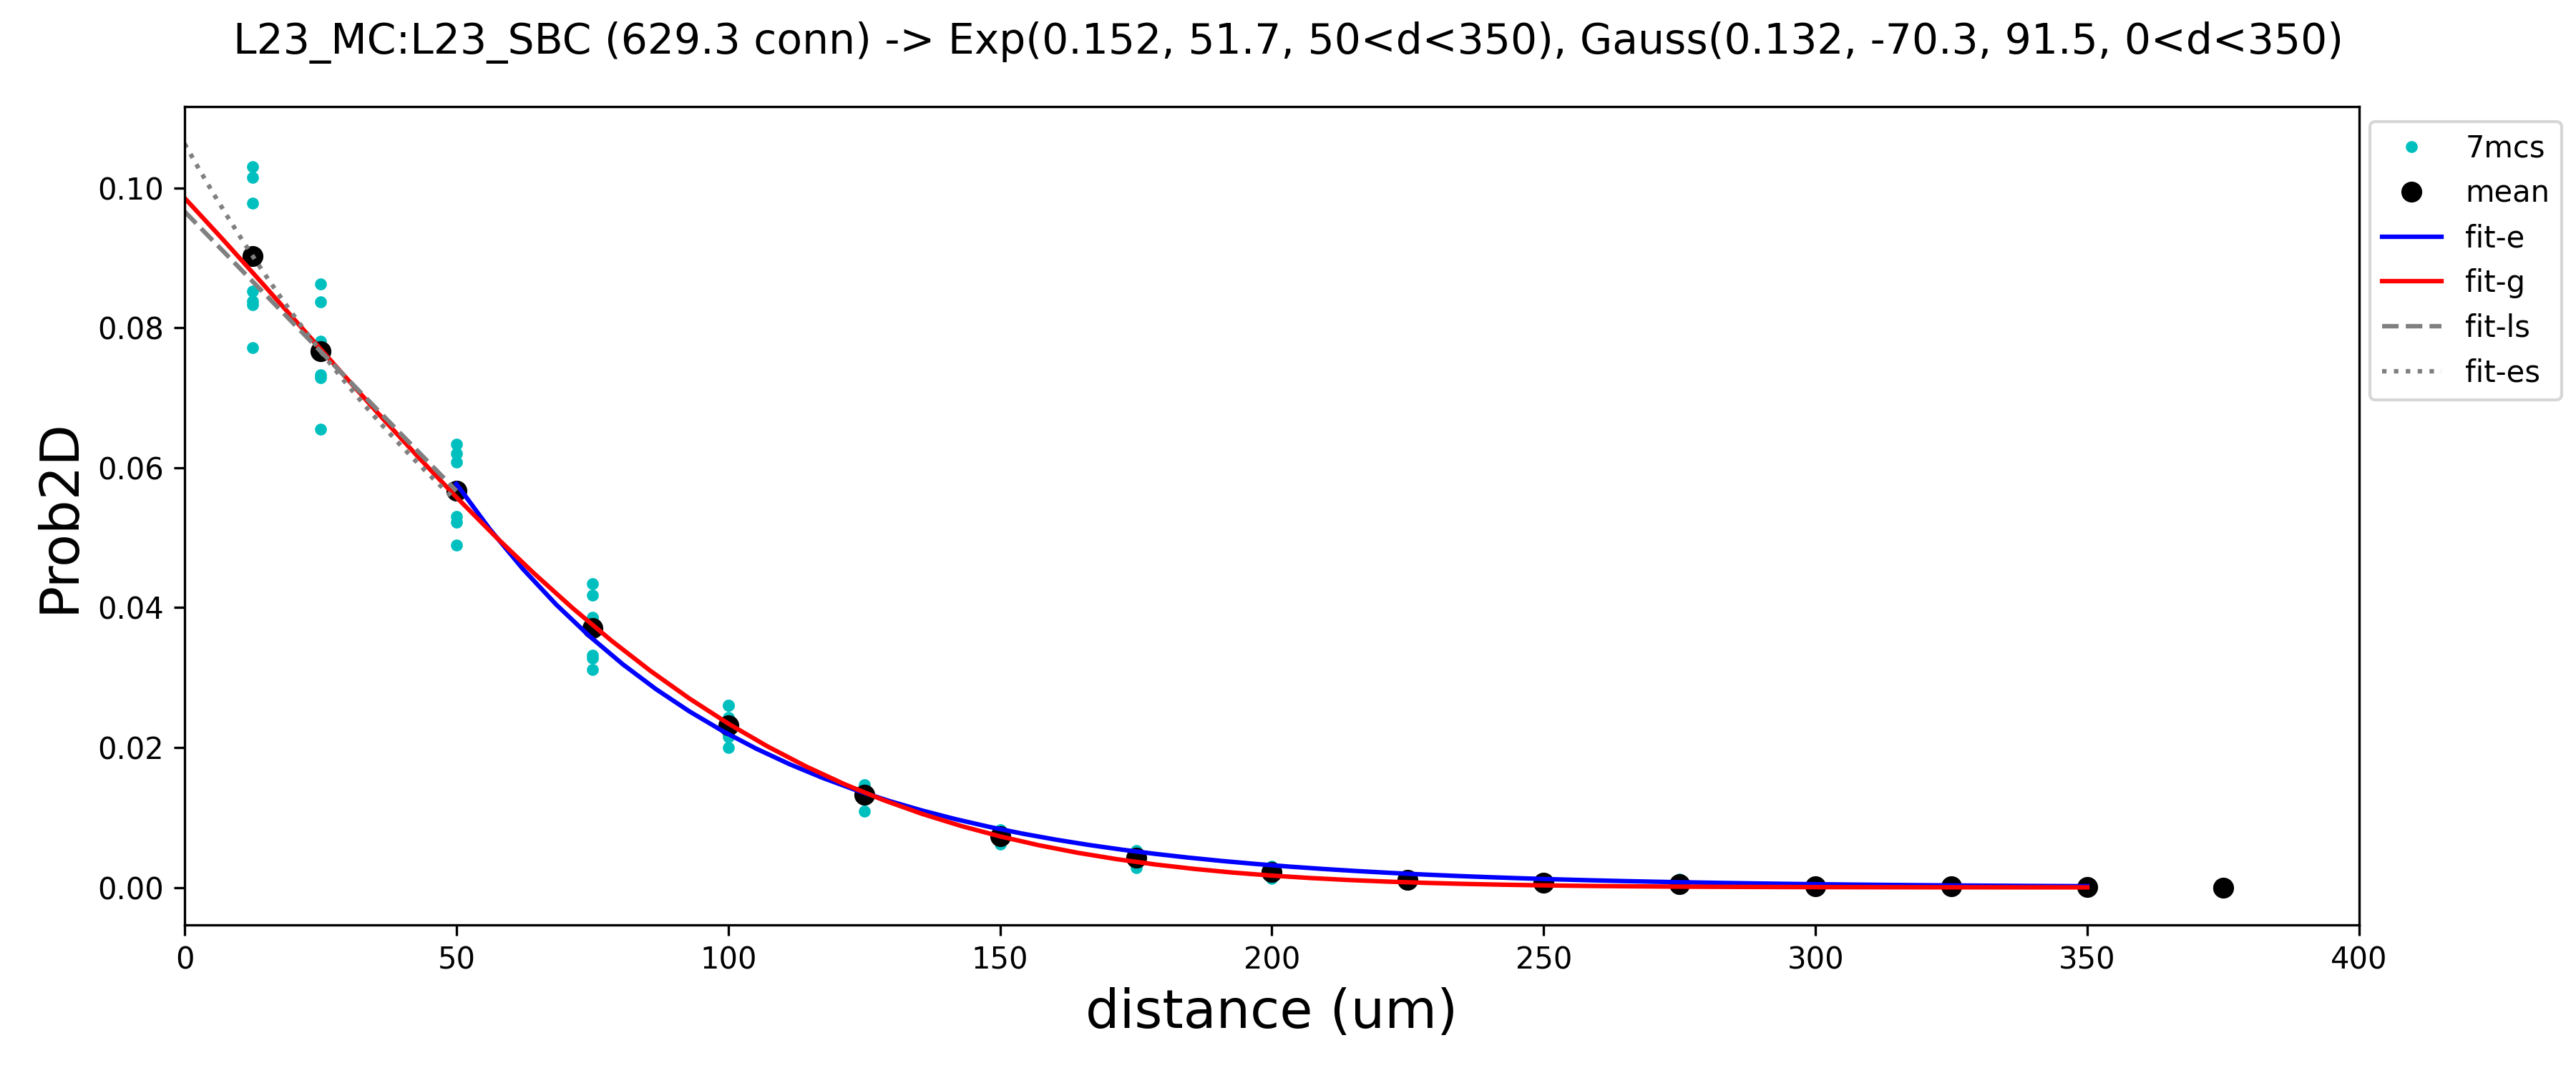 L23_MC:L23_SBC (629.3 conn) -> Exp(0.152, 51.7, 50<d<350), Gauss(0.132, -70.3, 91.5, 0<d<350)
7mcs
mean
fit-e
fit-g
fit-ls
fit-es
Prob2D
0.10
0.08
0.06
0.04
0.02
0.00
0 50 100 150 200 250 300 350 400
distance (um)